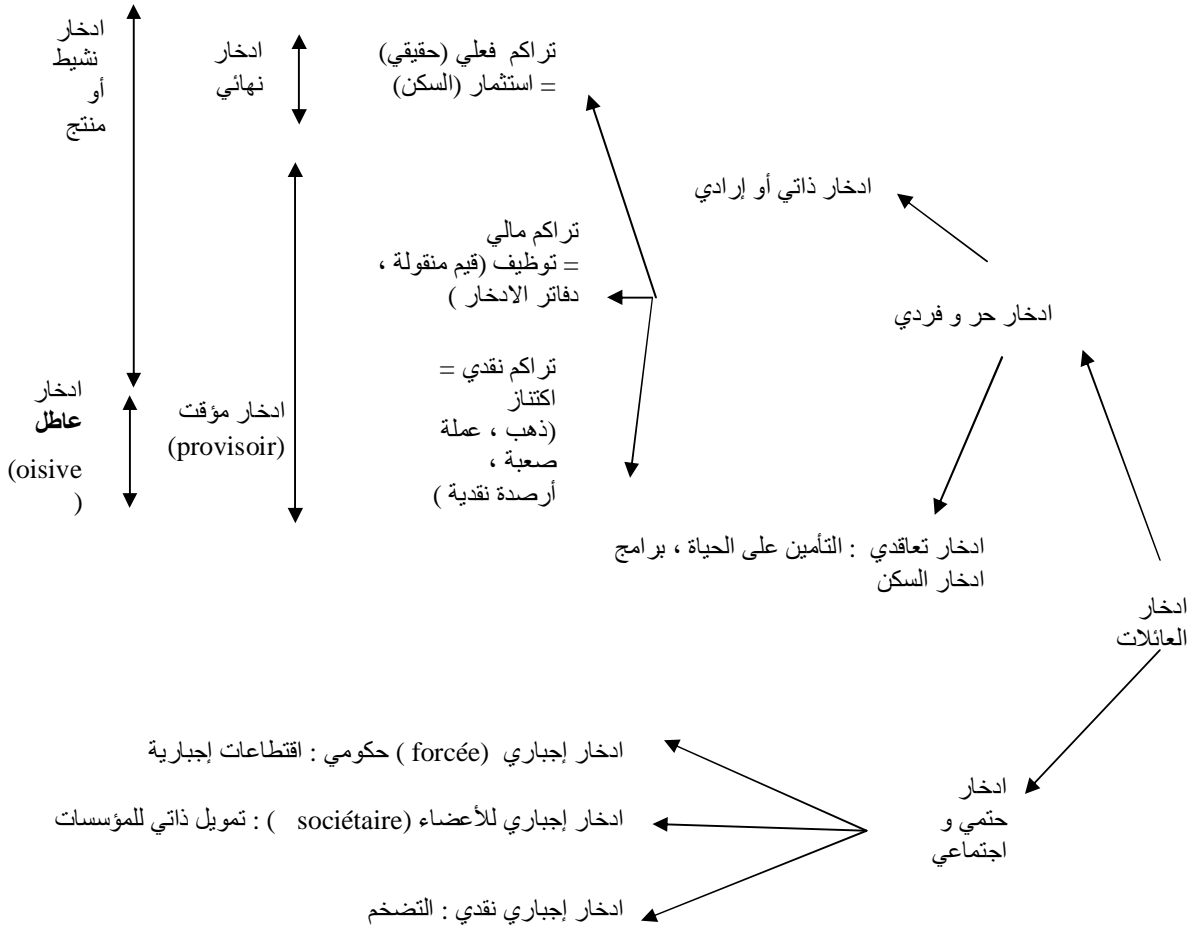 ادخار
نشيط
أو
منتج
ادخار
نهائي
تراكم فعلي (حقيقي)
= استثمار (السكن)
ادخار ذاتي أو إرادي
تراكم مالي
= توظيف (قيم منقولة ،
دفاتر الادخار )
ادخار حر و فردي
تراكم نقدي =
اكتناز
(ذهب ، عملة
صعبة ،
أرصدة نقدية )
ادخار
عاطل
(oisive
)
ادخار مؤقت
(provisoir)
ادخار تعاقدي : التأمين على الحياة ، برامج
ادخار السكن
ادخار
العائلات
ادخار إجباري (forcée ) حكومي : اقتطاعات إجبارية
ادخار
حتمي و
اجتماعي
ادخار إجباري للأعضاء (sociétaire ) : تمويل ذاتي للمؤسسات
ادخار إجباري نقدي : التضخم